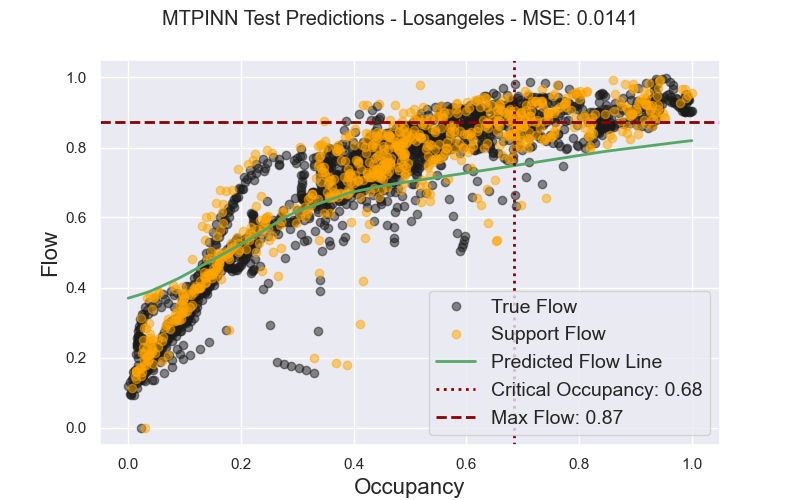 MTPINN Test Predictions - Losangeles - MSE: 0.0141
1.0
0.8
0.6
0.4
0.2
0.0
Flow
True Flow
Support Flow
Predicted Flow Line
Critical Occupancy: 0.68
Max Flow: 0.87
0.0 0.2 0.4 0.6 0.8 1.0
Occupancy